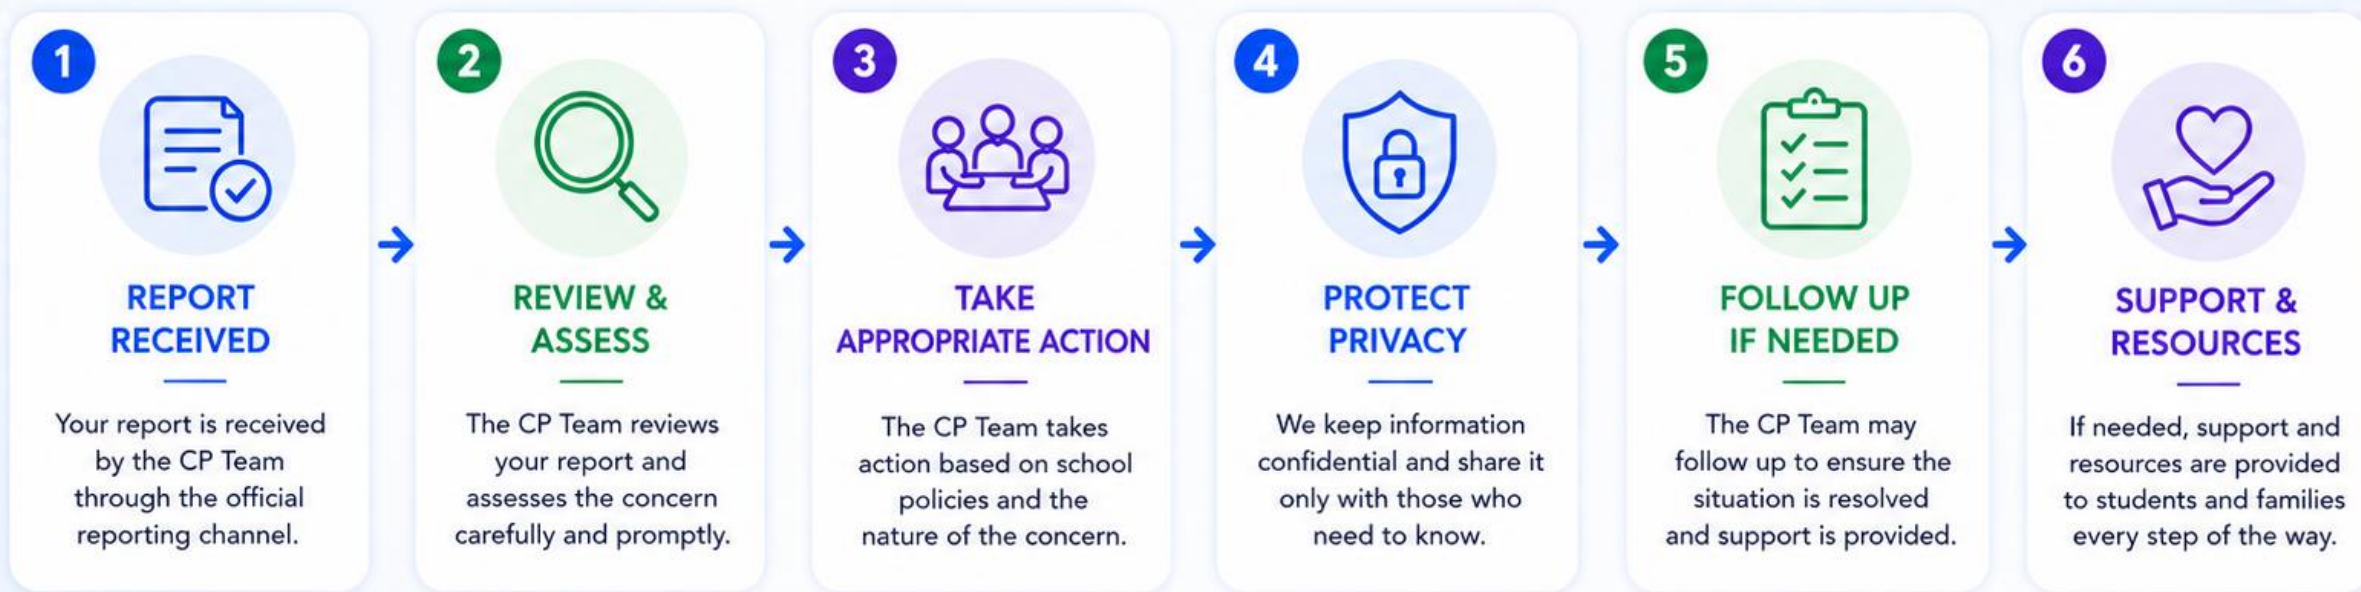 1
REPORT
RECEIVED
Your report is received
by the CP Team
through the official
reporting channel.
2
REVIEW &
ASSESS
The CP Team reviews
your report and
assesses the concern
carefully and promptly.
3
TAKE
APPROPRIATE ACTION
The CP Team takes
action based on school
policies and the
nature of the concern.
4
PROTECT
PRIVACY
We keep information
confidential and share it
only with those who
need to know.
5
FOLLOW UP
IF NEEDED
The CP Team may
follow up to ensure the
situation is resolved
and support is provided.
6
SUPPORT &
RESOURCES
If needed, support and
resources are provided
to students and families
every step of the way.